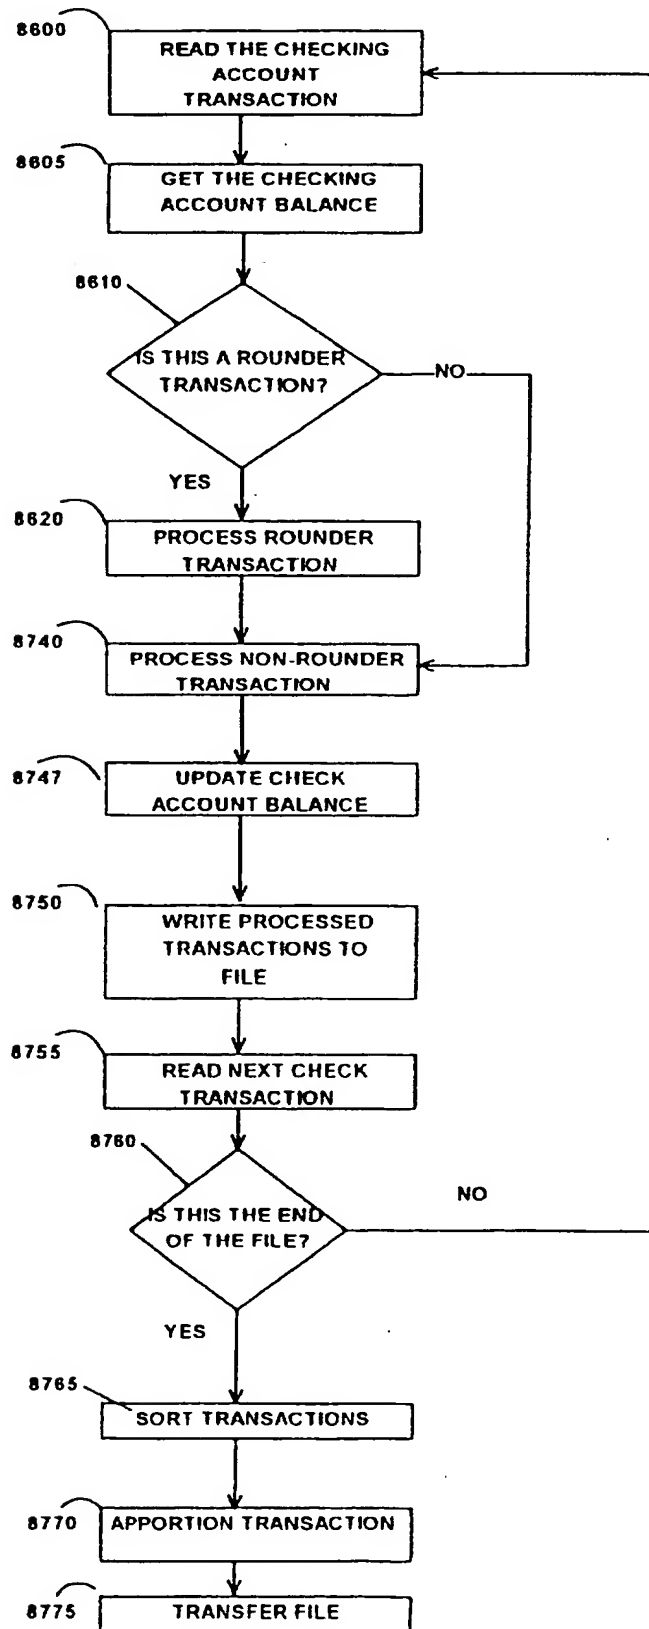 8600
READ THE CHECKING
ACCOUNT
TRANSACTION
8605
GET THE CHECKING
ACCOUNT BALANCE
8610
IS THIS A ROUNDER
TRANSACTION?
NO
YES
8620
PROCESS ROUNDER
TRANSACTION
8740
PROCESS NON-ROUNDER
TRANSACTION
8747
UPDATE CHECK
ACCOUNT BALANCE
8750
WRITE PROCESSED
TRANSACTIONS TO
FILE
8755
READ NEXT CHECK
TRANSACTION
8760
IS THIS THE END
OF THE FILE?
NO
YES
8765
SORT TRANSACTIONS
8770
APPORTION TRANSACTION
8775
TRANSFER FILE